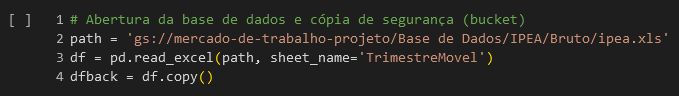 [ ] 1 # Abertura da base de dados e cópia de segurança (bucket)
2 path = 'gs://mercado-de-trabalho-projeto/Base de Dados/IPEA/Bruto/ipea.xls'
3 df = pd.read_excel(path, sheet_name='TrimestreMovel')
4 dfback = df.copy()